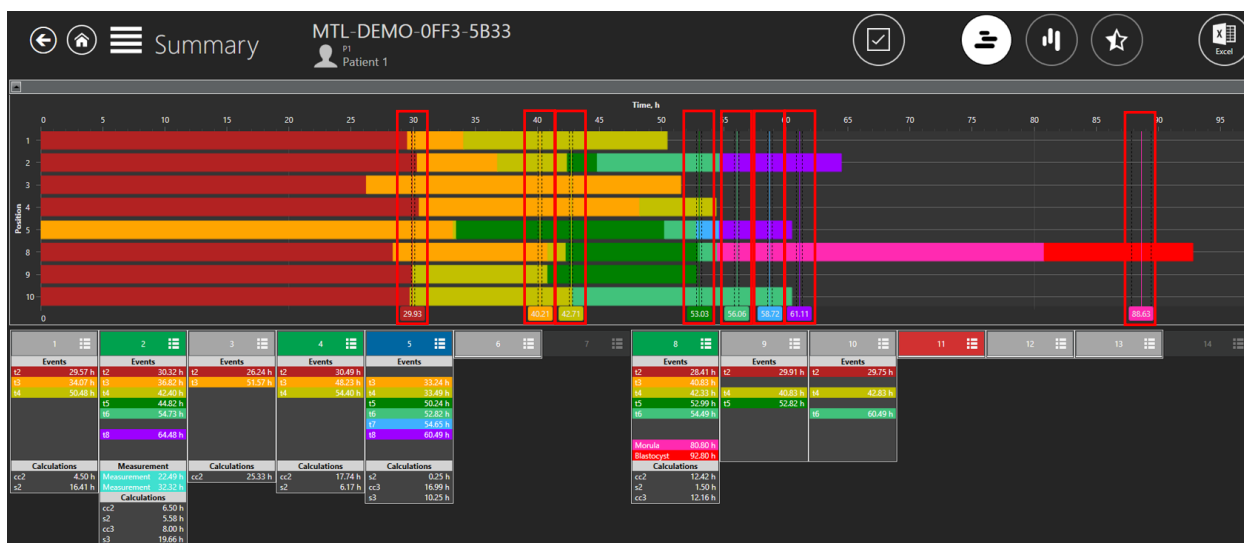 Summary
MTL-DEMO-0FF3-5B33
P1
Patient 1
Excel
Time, h
0 5 10 15 20 25 30 35 40 45 50 55 60 65 70 75 80 85 90 95
Position
1
2
3
4
5
8
9
10
0
29.93 40.21 42.71 53.03 56.06 58.72 61.11 88.63
1 2 3 4 5 6 7 8 9 10 11 12 13 14
Events
t2 29.57 h
t3 34.07 h
t4 50.48 h
Calculations
cc2 4.50 h
s2 16.41 h
Events
t2 30.32 h
t3 36.82 h
t4 42.40 h
t5 44.82 h
t6 54.73 h
t8 64.48 h
Measurement
Measurement 22.49 h
Measurement 32.32 h
Calculations
cc2 6.50 h
s2 5.58 h
cc3 8.00 h
s3 19.66 h
Events
t2 26.24 h
t3 51.57 h
Calculations
cc2 25.33 h
Events
t2 30.49 h
t3 48.23 h
t4 54.40 h
Calculations
cc2 17.74 h
s2 6.17 h
Events
t3 33.24 h
t4 33.49 h
t5 50.24 h
t6 52.82 h
t7 54.65 h
t8 60.49 h
Calculations
s2 0.25 h
cc3 16.99 h
s3 10.25 h
Events
t2 28.41 h
t3 40.83 h
t4 42.33 h
t5 52.99 h
t6 54.49 h
Morula 80.80 h
Blastocyst 92.80 h
Calculations
cc2 12.42 h
s2 1.50 h
cc3 12.16 h
Events
t2 29.91 h
t4 40.83 h
t5 52.82 h
Events
t2 29.75 h
t4 42.83 h
t6 60.49 h